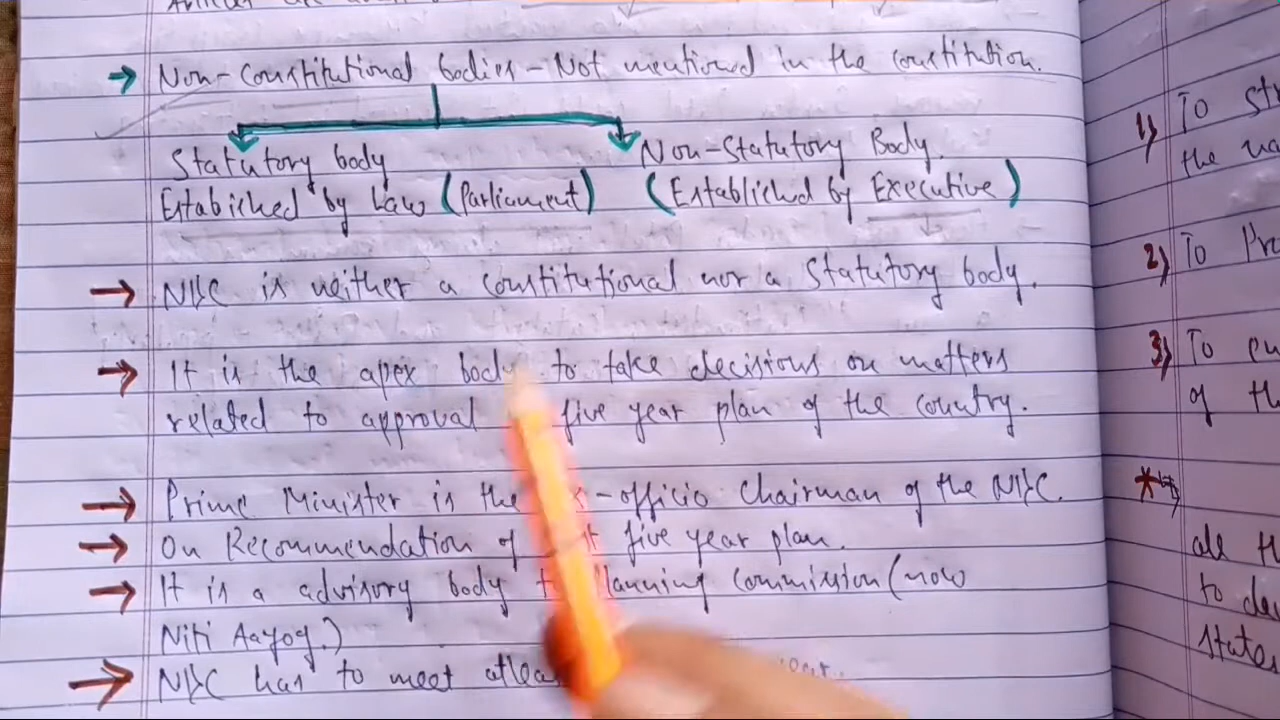 → Non-Constitutional bodies - Not mentioned in the constitution.
Statutory body
Non-Statutory Body.
Estabished by Law (Parliament)
(Established by Executive)
→ NDC is neither a constitutional nor a Statutory body.
→ It is the apex body to take decisions on matters
related to approval five year plan of the country.
→ Prime Minister is the -officio Chairman of the NDC.
→ On Recommendation of five year plan.
→ It is a advisory body Planning Commission (now
Niti Aayog.)
→ NDC has to meet
1) To
the
2) To
3) To
of
*
all
to
states